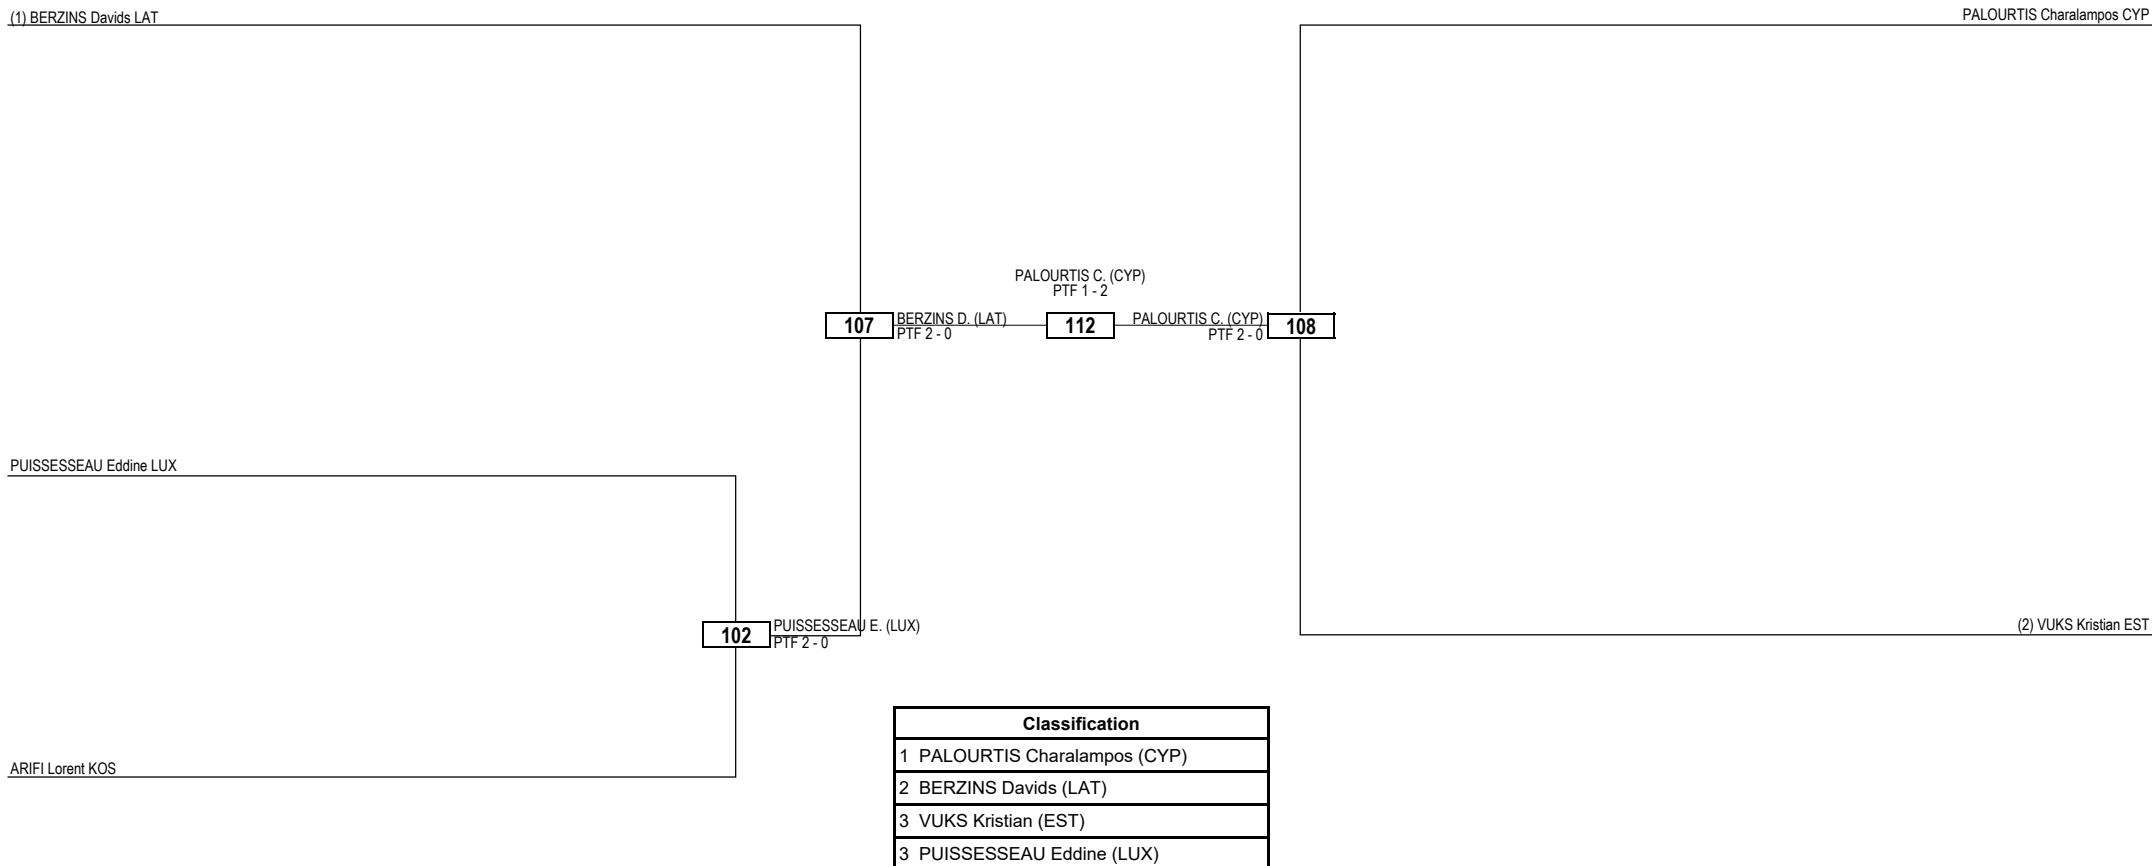 (1) BERZINS Davids LAT
PALOURTIS Charalampos CYP
PALOURTIS C. (CYP)
PTF 1 - 2
107
BERZINS D. (LAT)
PTF 2 - 0
112
PALOURTIS C. (CYP)
PTF 2 - 0
108
PUISSESSEAU Eddine LUX
102
PUISSESSEAU E. (LUX)
PTF 2 - 0
(2) VUKS Kristian EST
ARIFI Lorent KOS
Classification
1 PALOURTIS Charalampos (CYP)
2 BERZINS Davids (LAT)
3 VUKS Kristian (EST)
3 PUISSESSEAU Eddine (LUX)